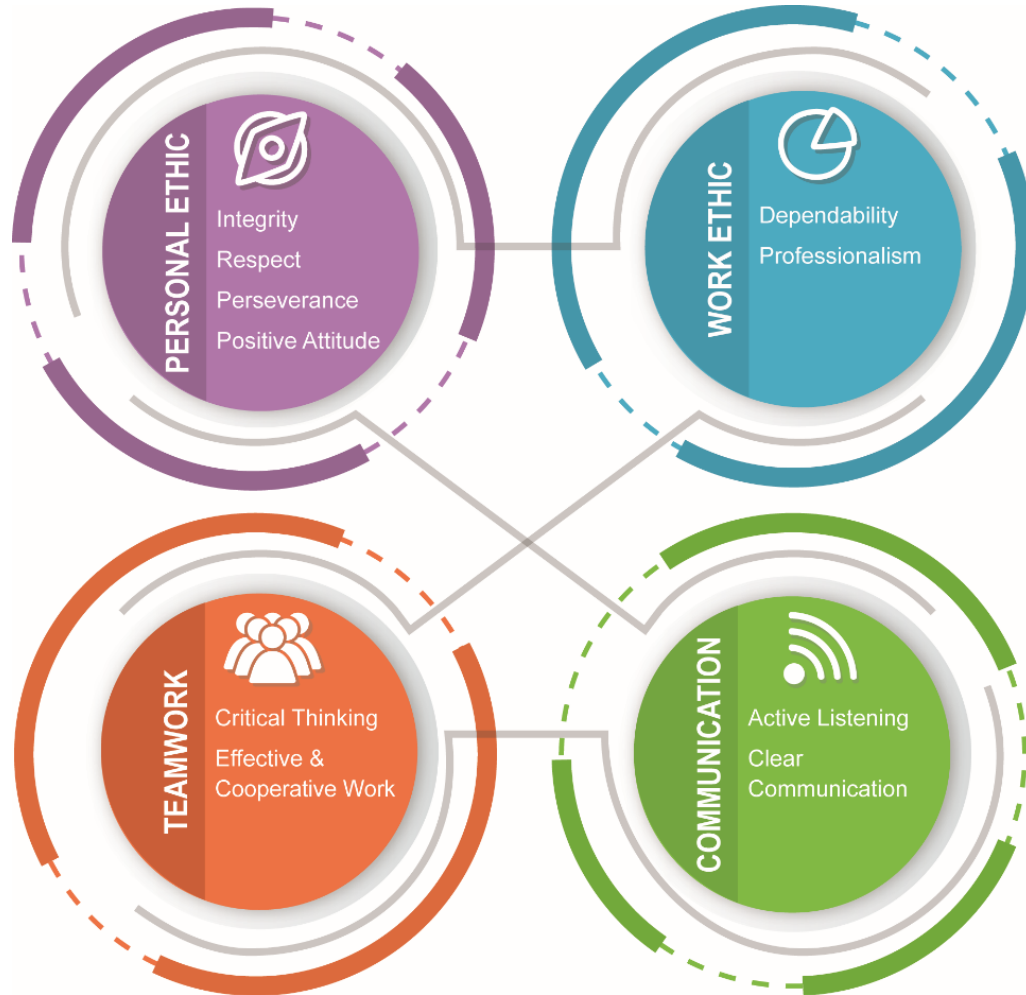 PERSONAL ETHIC
Integrity
Respect
Perseverance
Positive Attitude
WORK ETHIC
Dependability
Professionalism
TEAMWORK
Critical Thinking
Effective &
Cooperative Work
COMMUNICATION
Active Listening
Clear
Communication